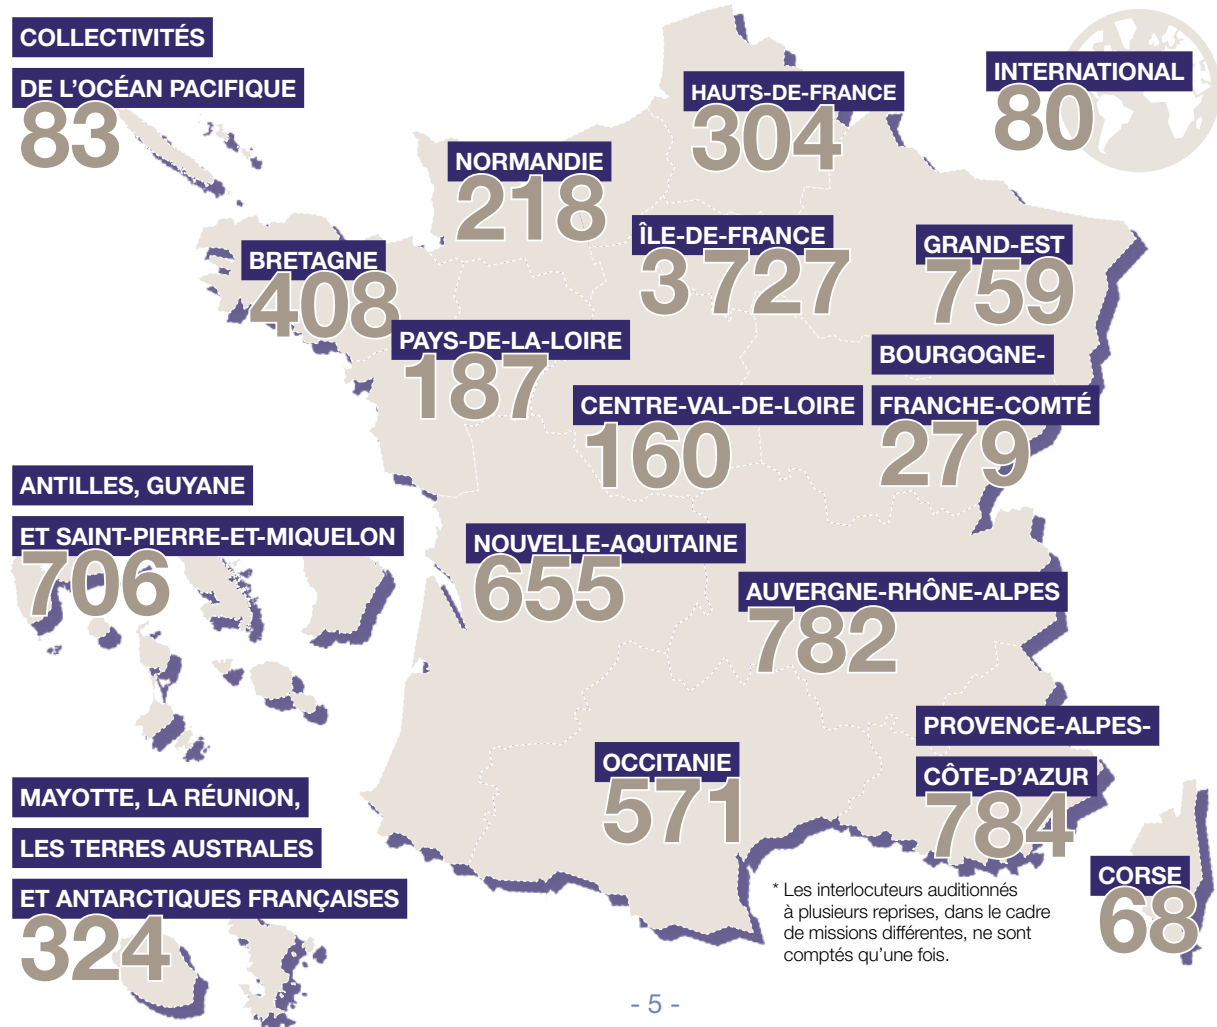 COLLECTIVITÉS
DE L'OCÉAN PACIFIQUE
83
HAUTS-DE-FRANCE
304
INTERNATIONAL
80
NORMANDIE
218
BRETAGNE
408
ÎLE-DE-FRANCE
3 727
GRAND-EST
759
PAYS-DE-LA-LOIRE
187
CENTRE-VAL-DE-LOIRE
160
BOURGOGNE-
FRANCHE-COMTÉ
279
ANTILLES, GUYANE
ET SAINT-PIERRE-ET-MIQUELON
706
NOUVELLE-AQUITAINE
655
AUVERGNE-RHÔNE-ALPES
782
OCCITANIE
571
PROVENCE-ALPES-
CÔTE-D'AZUR
784
MAYOTTE, LA RÉUNION,
LES TERRES AUSTRALES
ET ANTARCTIQUES FRANÇAISES
324
CORSE
68
* Les interlocuteurs auditionnés
à plusieurs reprises, dans le cadre
de missions différentes, ne sont
comptés qu'une fois.
- 5 -